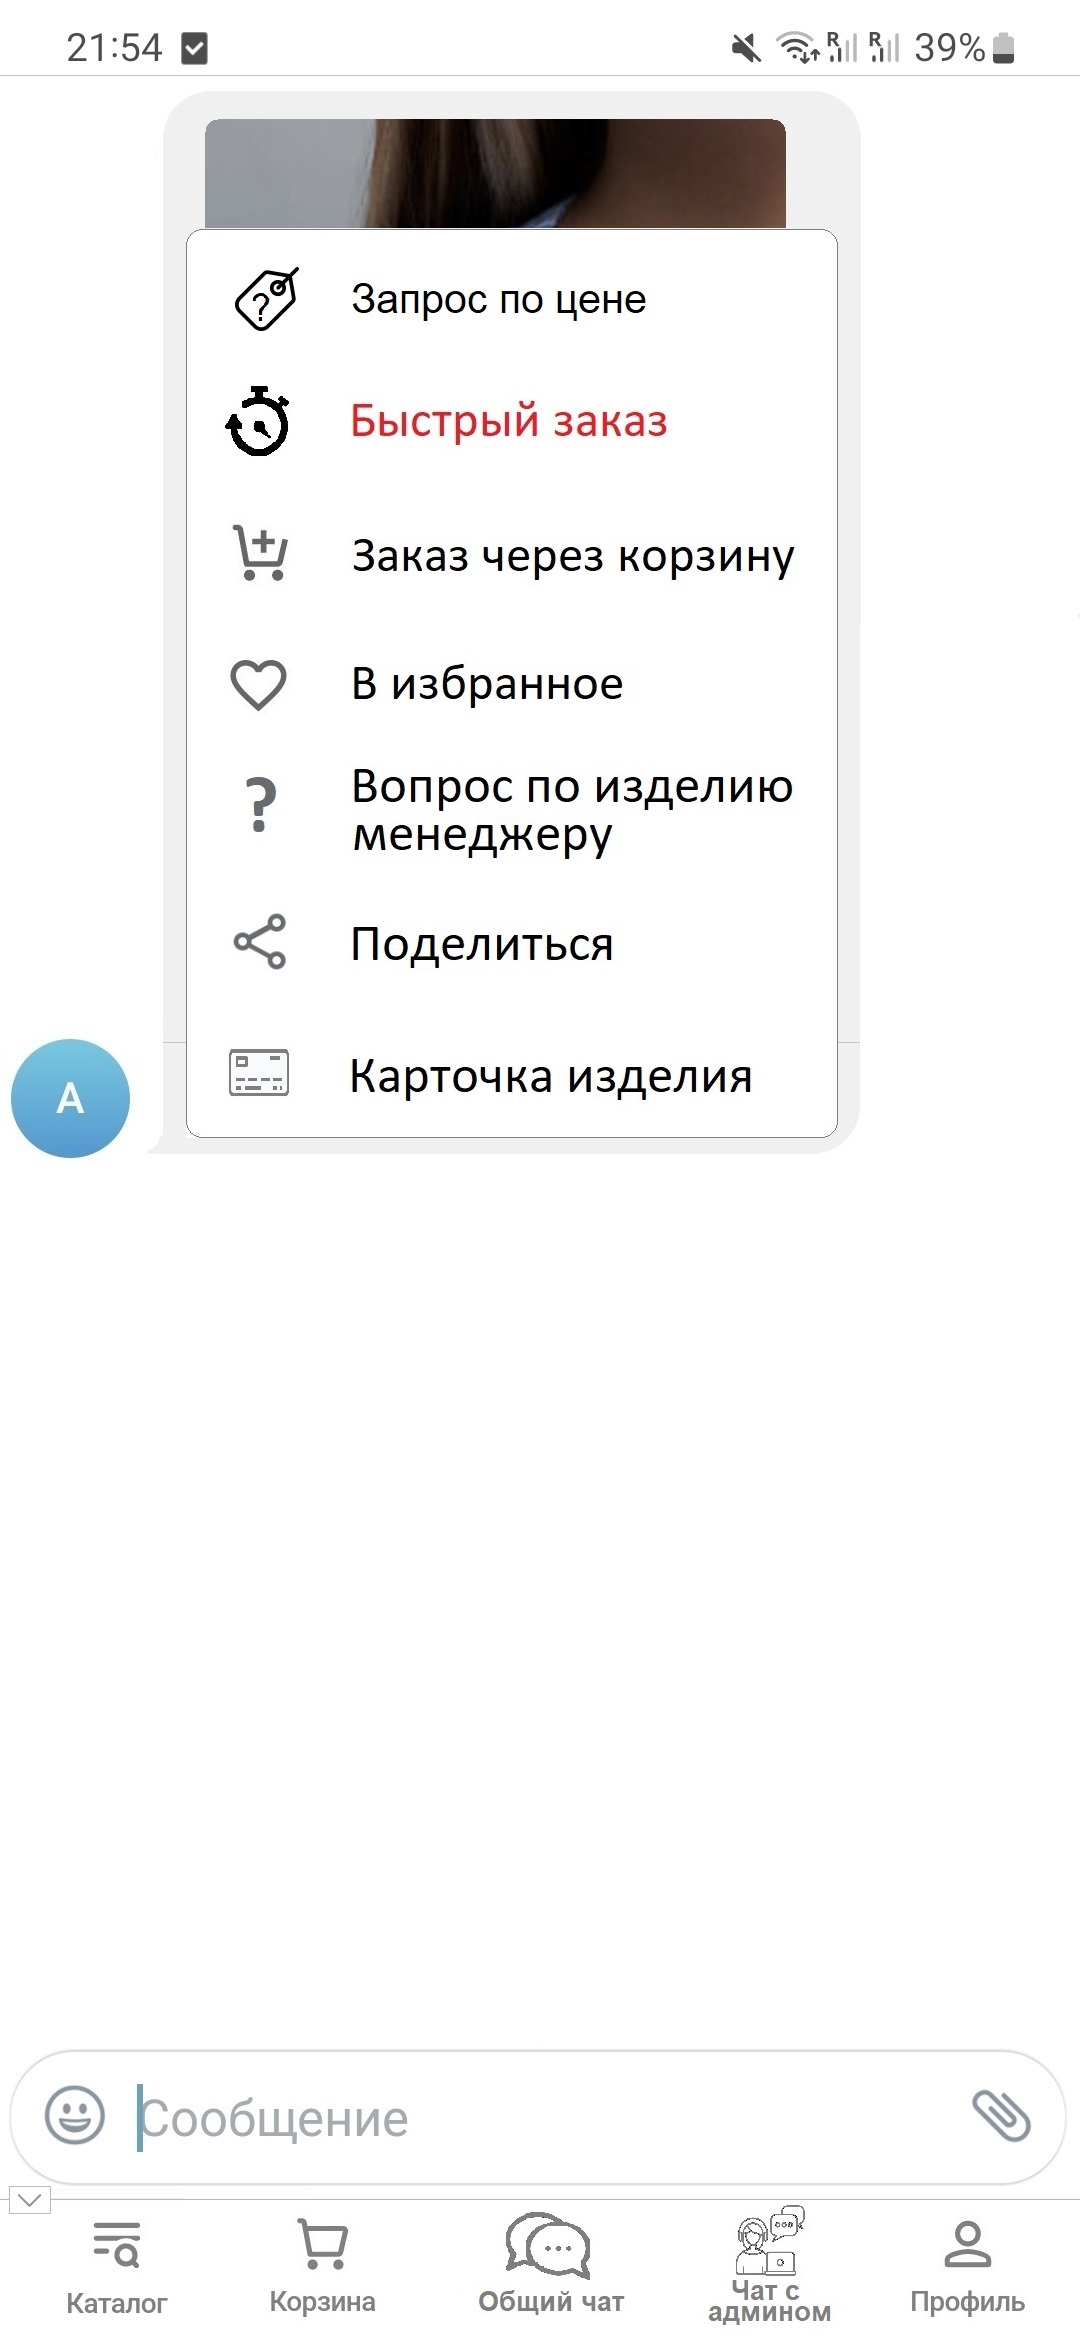 21:54
R R 39%
Запрос по цене
Быстрый заказ
Заказ через корзину
В избранное
Вопрос по изделию
менеджеру
Поделиться
Карточка изделия
А
Сообщение
Каталог
Корзина
Общий чат
Чат с
админом
Профиль